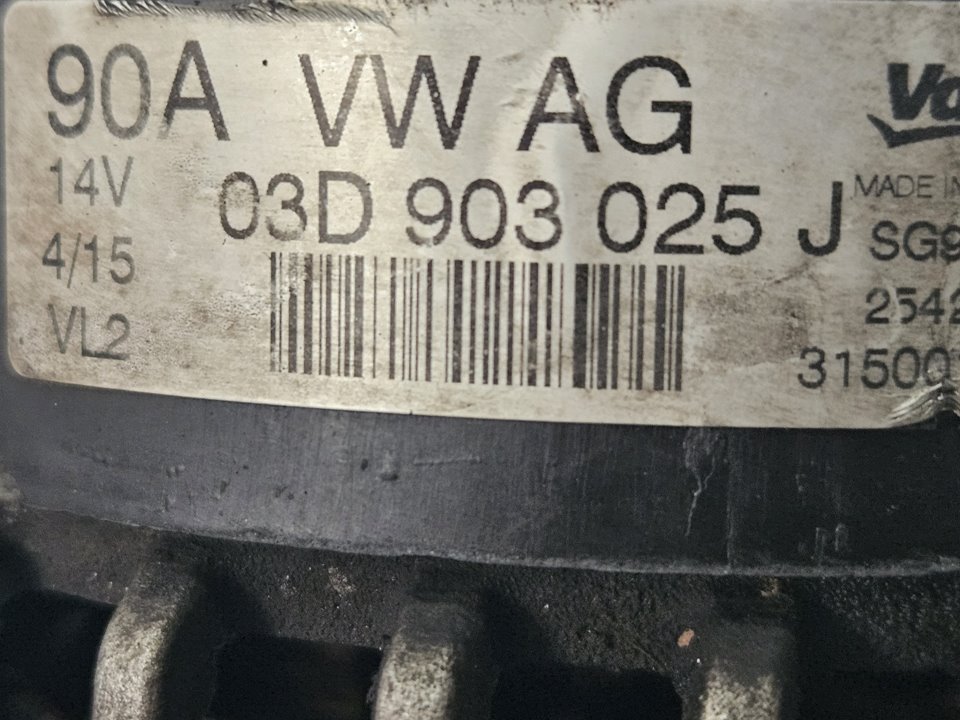 90A VW AG
14V
03D 903 025 J
MADE IN
4/15
SG9
2542
VL2
31500